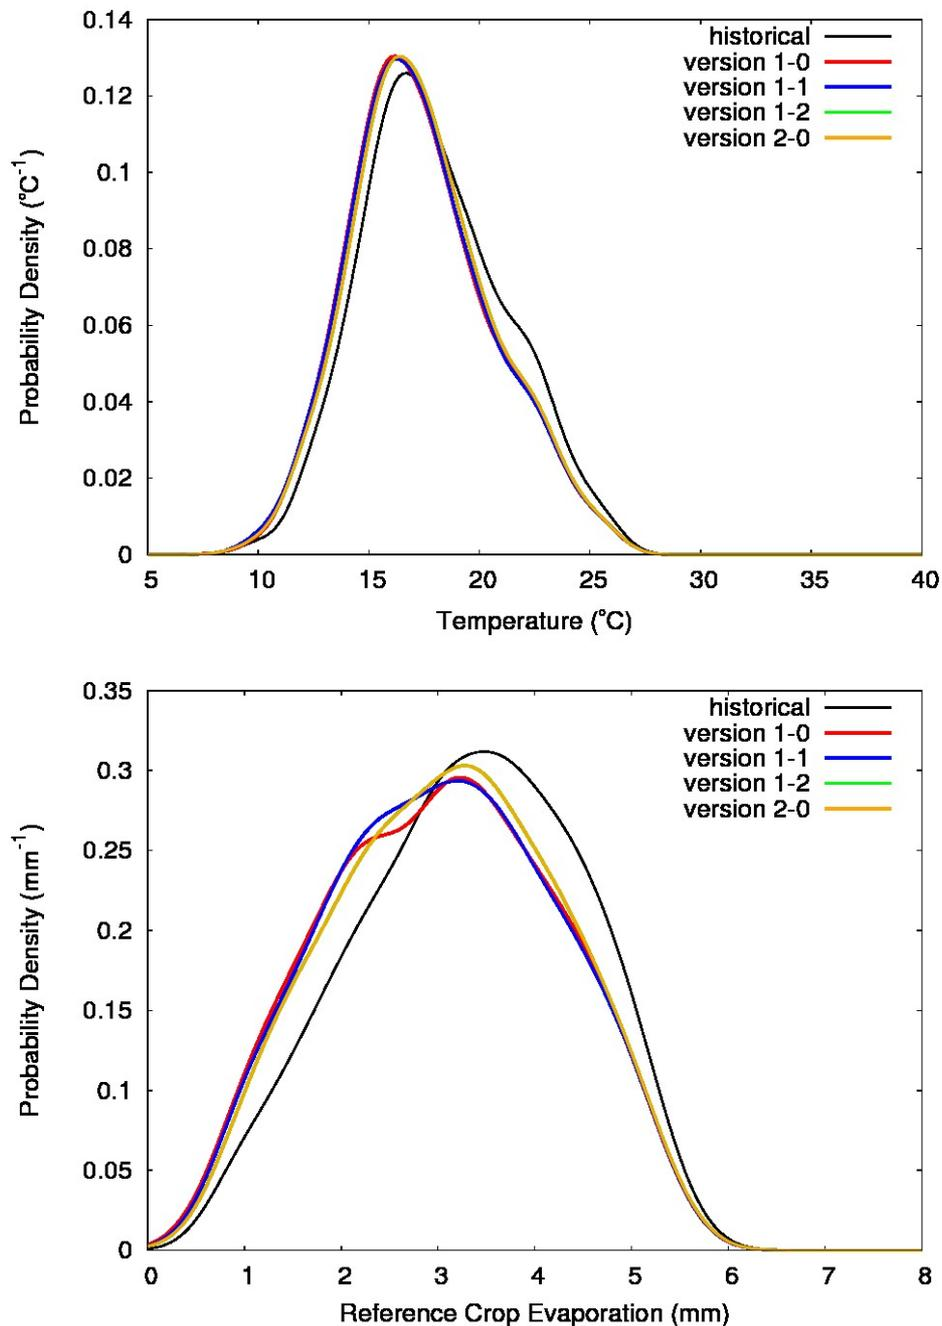 0.14
0.12
0.1
0.08
0.06
0.04
0.02
0
Probability Density (°C⁻¹)
historical
version 1-0
version 1-1
version 1-2
version 2-0
5 10 15 20 25 30 35 40
Temperature (°C)
0.35
0.3
0.25
0.2
0.15
0.1
0.05
0
Probability Density (mm⁻¹)
historical
version 1-0
version 1-1
version 1-2
version 2-0
0 1 2 3 4 5 6 7 8
Reference Crop Evaporation (mm)